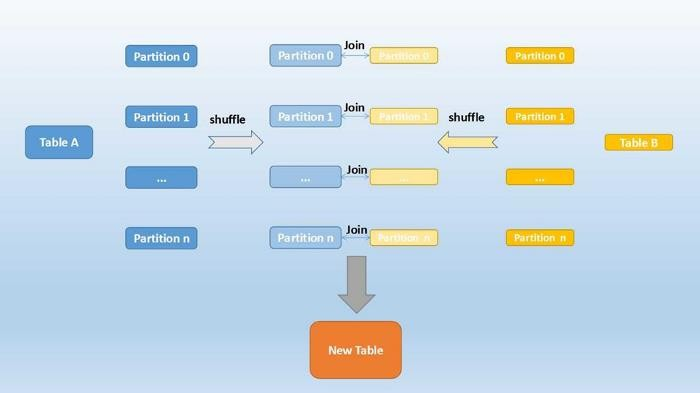 Join
Partition 0
Partition 0
Partition 0
Partition 0
Join
Partition 1
shuffle
Partition 1
Partition 1
shuffle
Partition 1
Table A
Table B
Join
...
...
...
...
Join
Partition n
Partition n
Partition n
Partition n
New Table